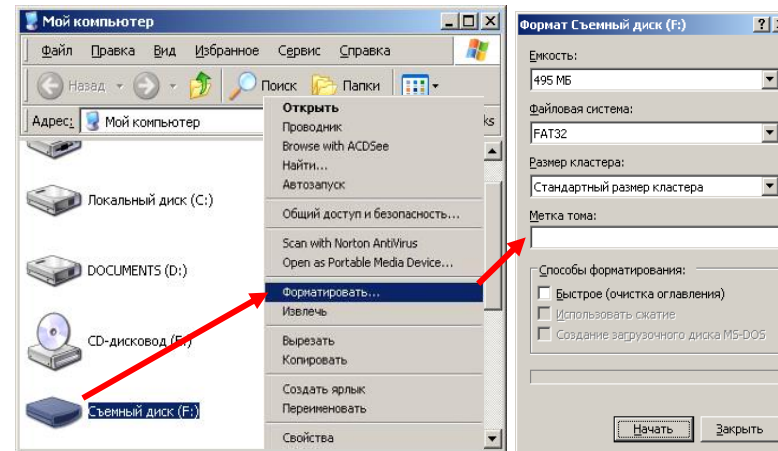 Мой компьютер
Файл Правка Вид Избранное Сервис Справка
Назад Поиск Папки
Адрес: Мой компьютер
ks
Локальный диск (C:)
DOCUMENTS (D:)
CD-дисковод (E:)
Съемный диск (F:)
Открыть
Проводник
Browse with ACDSee
Найти...
Автозапуск
Общий доступ и безопасность...
Scan with Norton AntiVirus
Open as Portable Media Device...
Форматировать...
Извлечь
Вырезать
Копировать
Создать ярлык
Переименовать
Свойства
Формат Съемный диск (F:)
Емкость:
495 МБ
Файловая система:
FAT32
Размер кластера:
Стандартный размер кластера
Метка тома:
Способы форматирования:
Быстрое (очистка оглавления)
Использовать сжатие
Создание загрузочного диска MS-DOS
Начать Закрыть